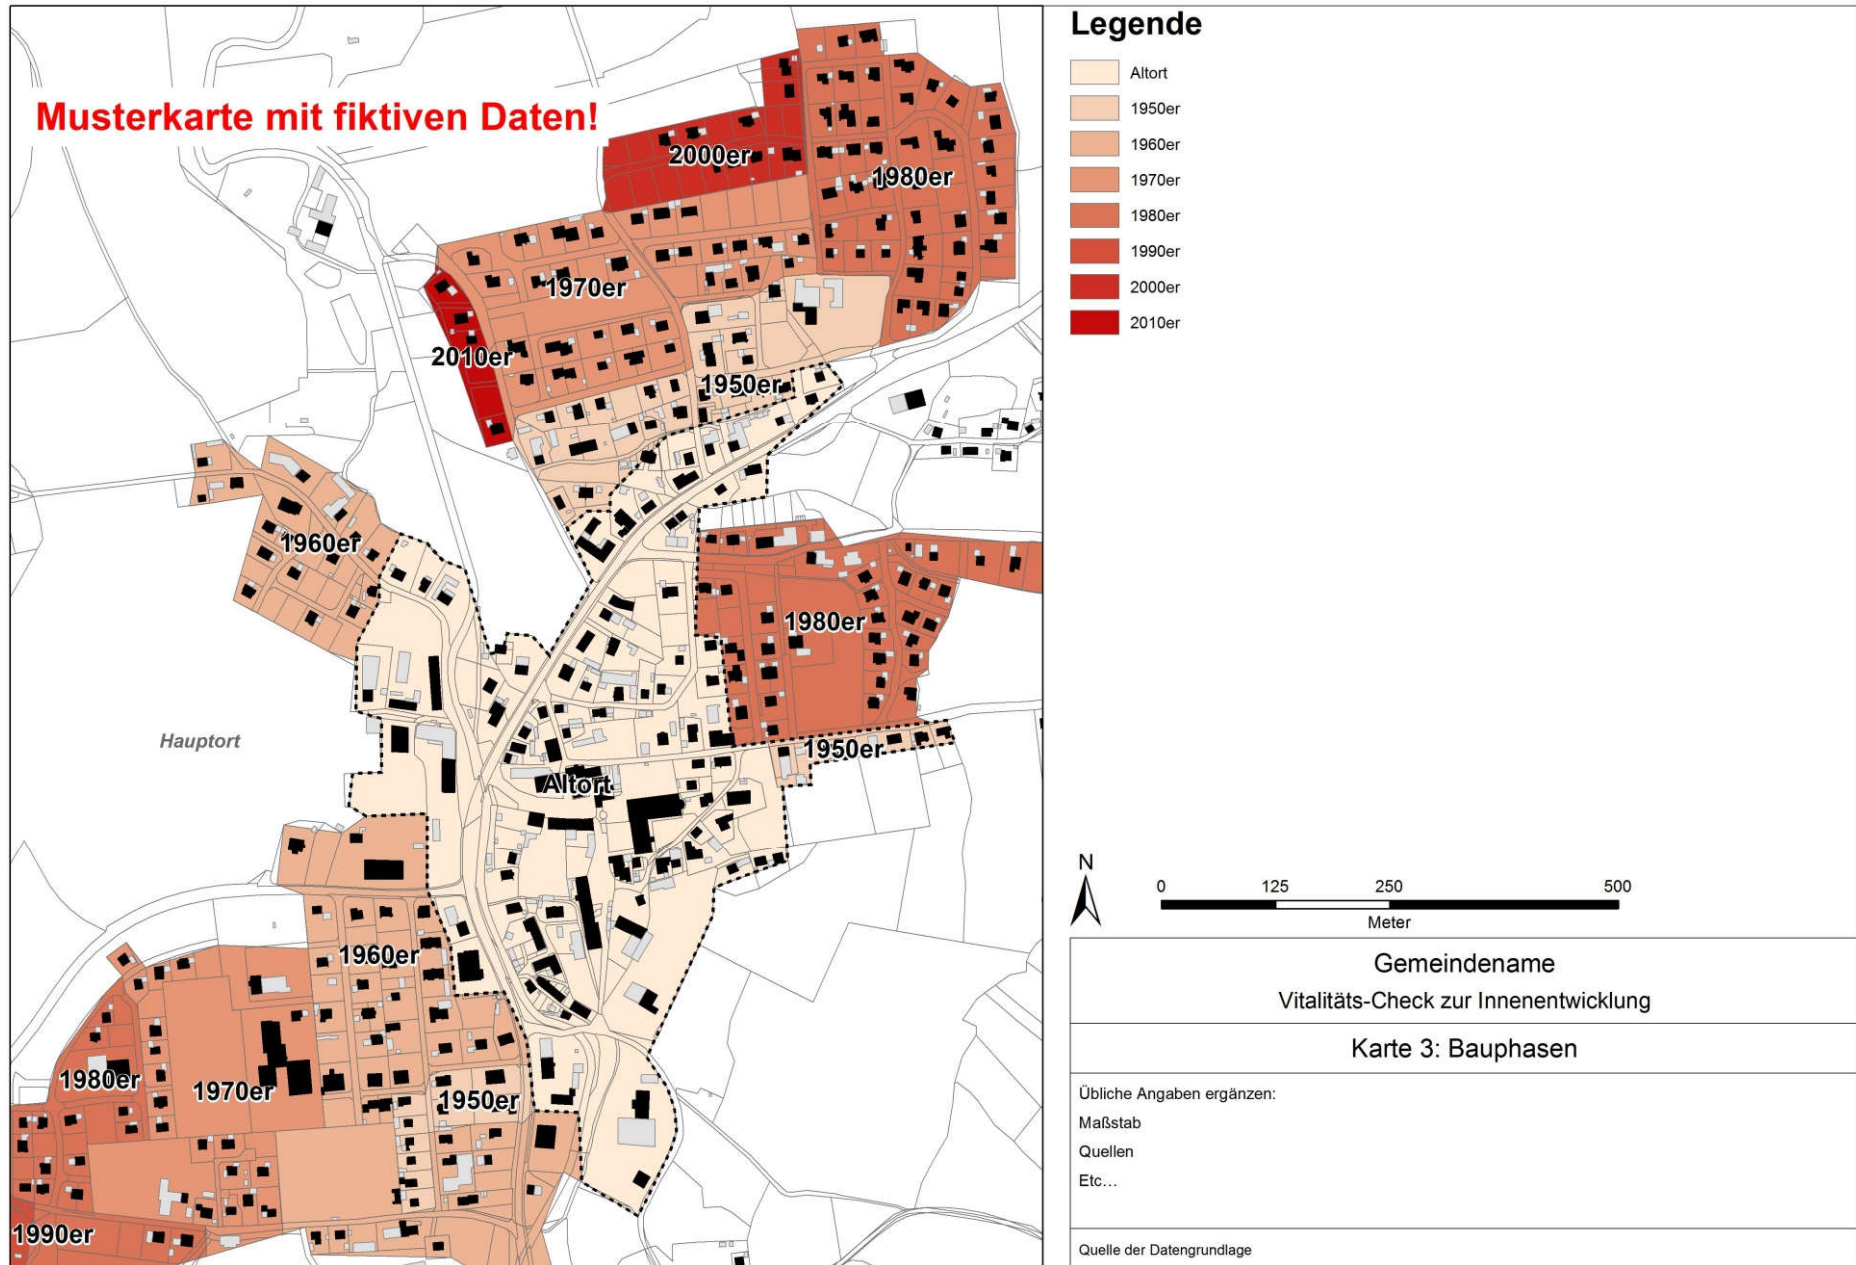 Musterkarte mit fiktiven Daten!
2000er
1980er
1970er
2010er
1950er
1960er
1980er
Hauptort
1950er
Altort
1960er
1980er
1970er
1950er
1990er
Legende
Altort
1950er
1960er
1970er
1980er
1990er
2000er
2010er
N
0 125 250 500
Meter
Gemeindename
Vitalitäts-Check zur Innenentwicklung
Karte 3: Bauphasen
Übliche Angaben ergänzen:
Maßstab
Quellen
Etc...
Quelle der Datengrundlage